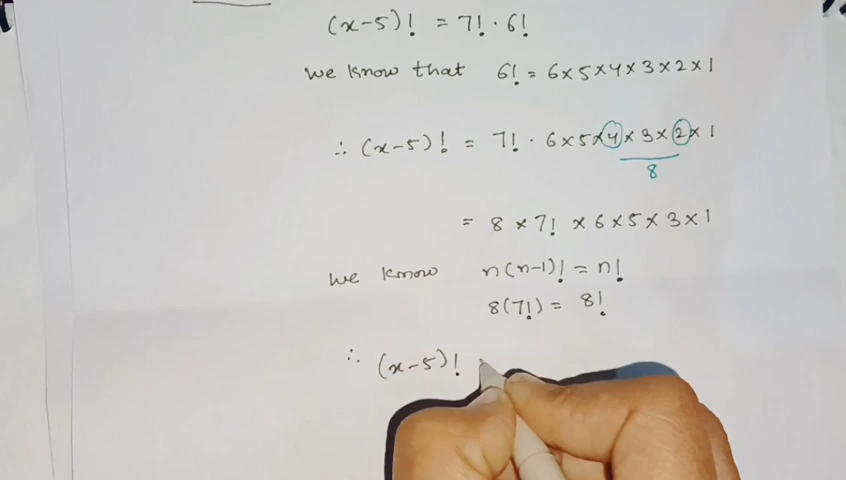 (x-5)! = 7! · 6!
We know that 6! = 6×5×4×3×2×1
∴ (x-5)! = 7! · 6×5×4×3×2×1
8
= 8 × 7! × 6×5×3×1
We know n(n-1)! = n!
8(7!) = 8!
∴ (x-5)!